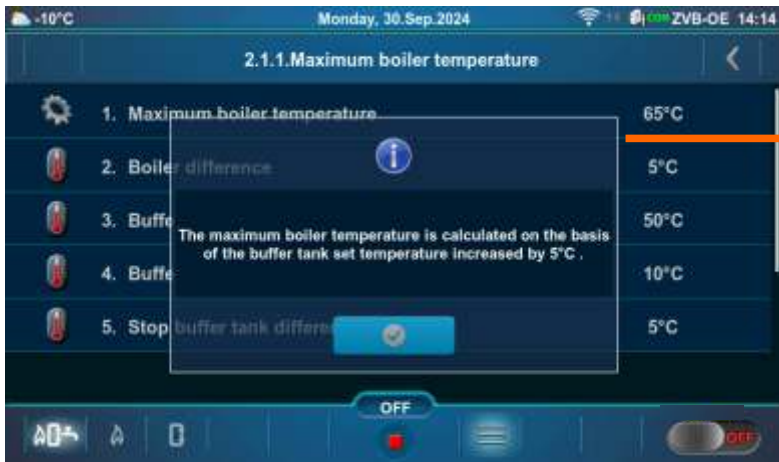 -10°C Monday, 30.Sep.2024 ZVB-OE 14:14
2.1.1.Maximum boiler temperature
1. Maximum boiler temperature 65°C
2. Boiler difference 5°C
3. Buffe 50°C
The maximum boiler temperature is calculated on the basis
of the buffer tank set temperature increased by 5°C .
4. Buffe 10°C
5. Stop buffer tank differe 5°C
OFF
OFF